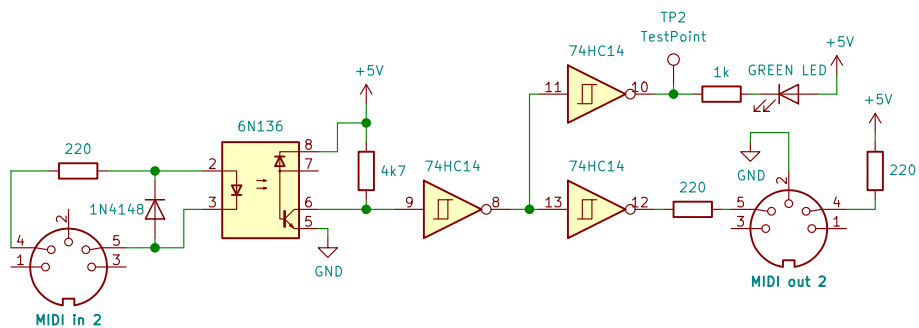 TP2
TestPoint
74HC14
+5V
+5V
1k
GREEN LED
11
10
+5V
6N136
220
8
7
2
4k7
74HC14
74HC14
GND
220
220
1N4148
3
6
5
9
8
13
12
5
2
4
3
1
4
2
5
1
3
GND
MIDI in 2
MIDI out 2